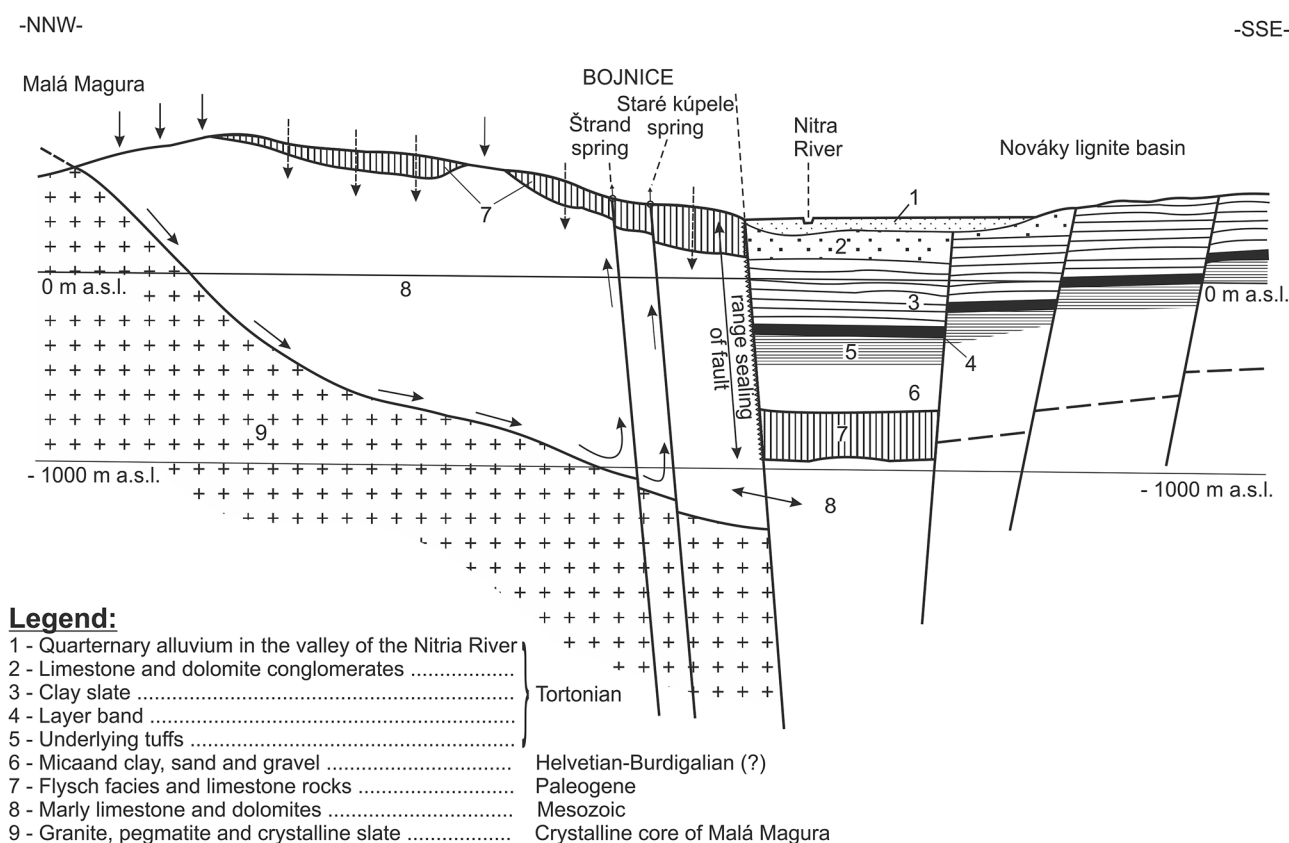 -NNW-
-SSE-
Malá Magura
BOJNICE
Staré kúpele
spring
Štrand
spring
Nitra
River
Nováky lignite basin
1
7
2
0 m a.s.l.
8
3
0 m a.s.l.
range sealing
of fault
5
4
6
9
7
- 1000 m a.s.l.
- 1000 m a.s.l.
8
Legend:
1 - Quarternary alluvium in the valley of the Nitria River
2 - Limestone and dolomite conglomerates ..................
3 - Clay slate .................................................................
Tortonian
4 - Layer band ...............................................................
5 - Underlying tuffs ........................................................
6 - Micaand clay, sand and gravel ............................... Helvetian-Burdigalian (?)
7 - Flysch facies and limestone rocks .......................... Paleogene
8 - Marly limestone and dolomites ............................... Mesozoic
9 - Granite, pegmatite and crystalline slate ................. Crystalline core of Malá Magura